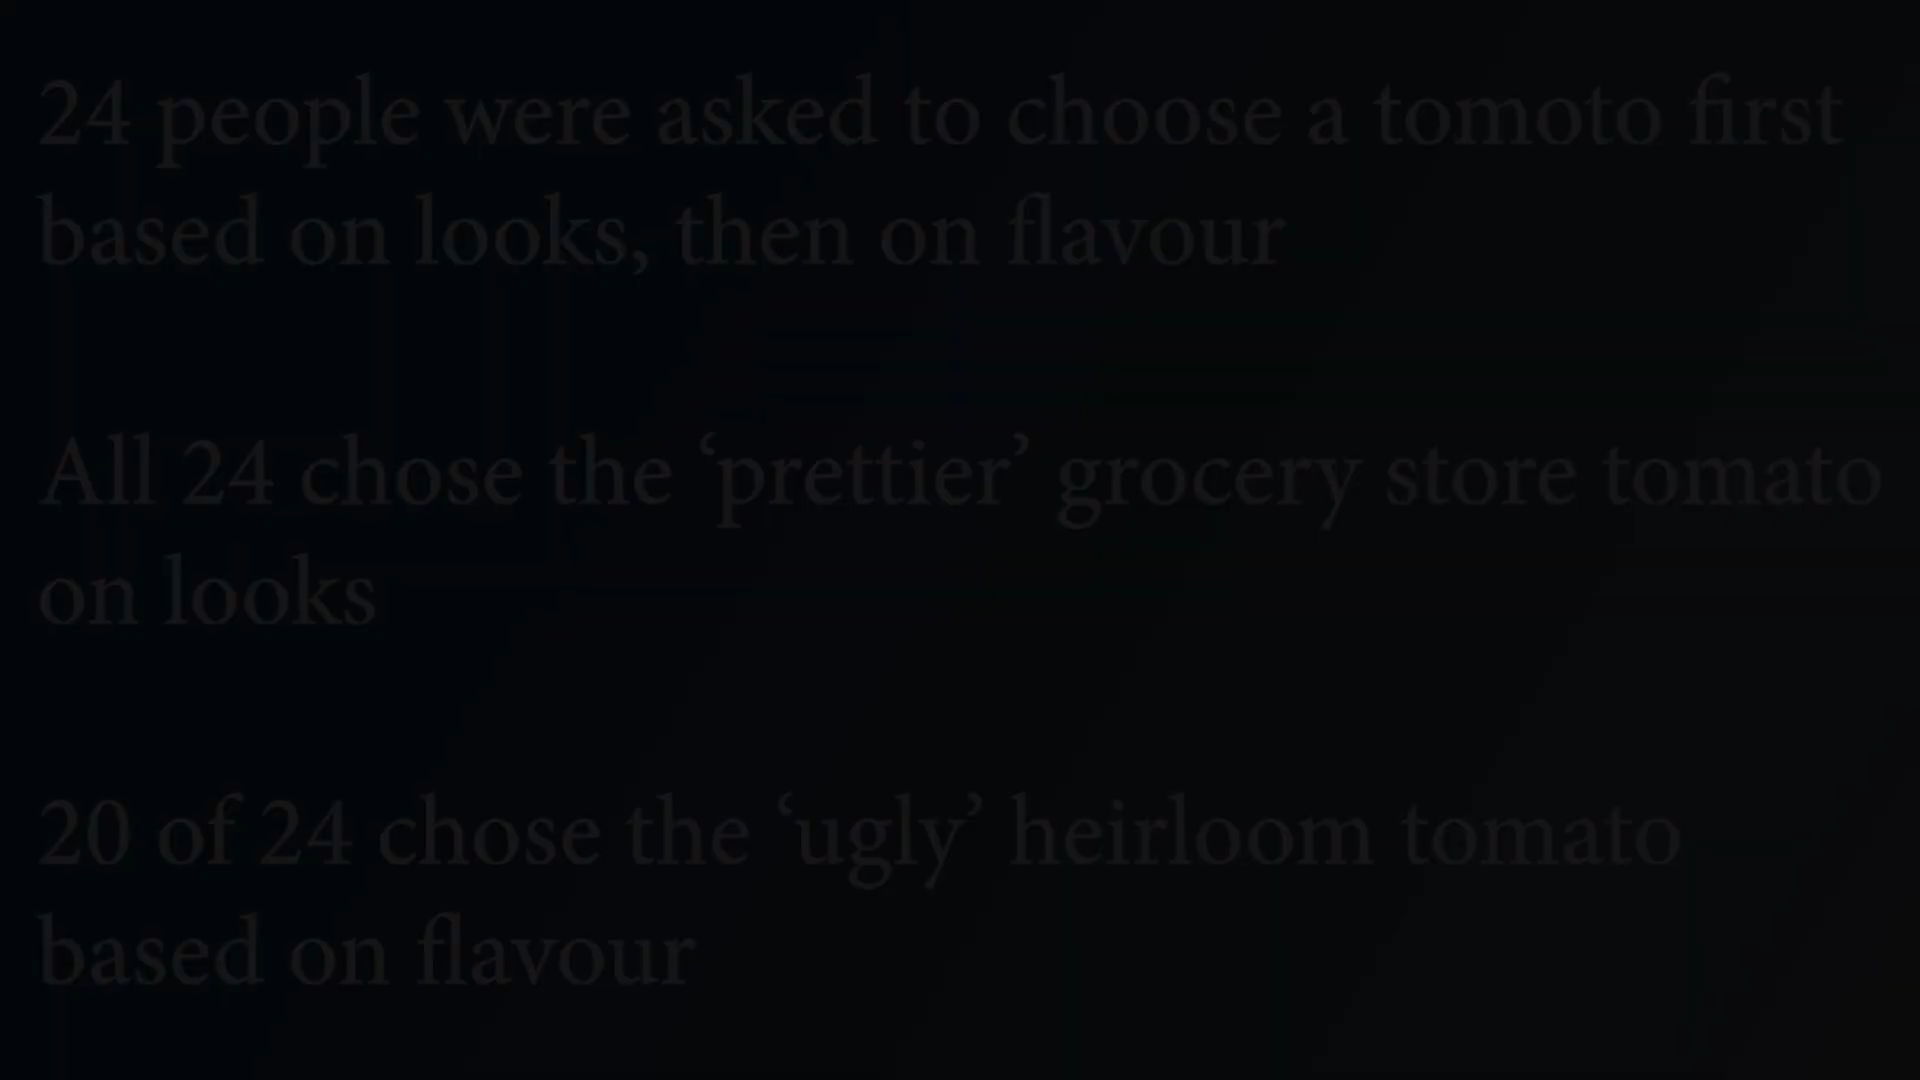 24 people were asked to choose a tomoto first
based on looks, then on flavour
All 24 chose the ‘prettier’ grocery store tomato
on looks
20 of 24 chose the ‘ugly’ heirloom tomato
based on flavour